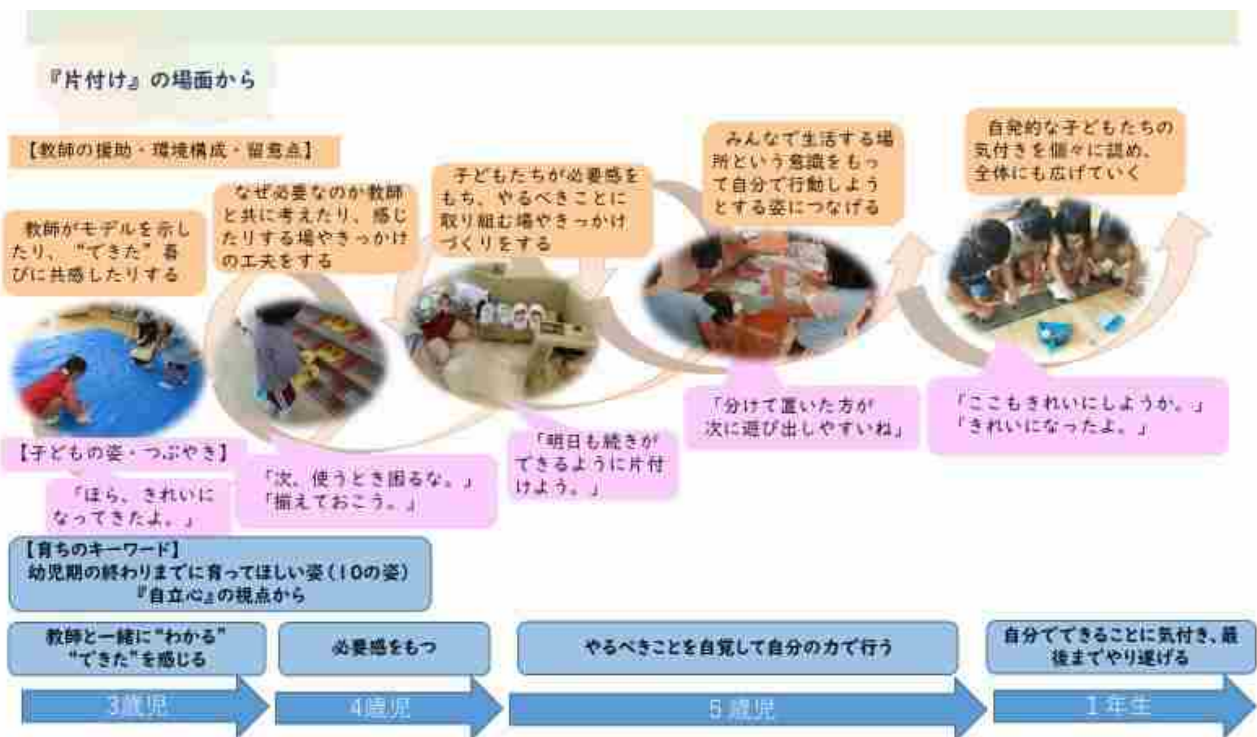 『片付け』の場面から
【教師の援助・環境構成・留意点】
教師がモデルを示し
たり、“できた”喜
びに共感したりする
なぜ必要なのか教師
と共に考えたり、感じ
たりする場やきっかけ
の工夫をする
子どもたちが必要感を
もち、やるべきことに
取り組む場やきっかけ
づくりをする
みんなで生活する場
所という意識をもっ
て自分で行動しよう
とする姿につなげる
自発的な子どもたちの
気付きを個々に認め、
全体にも広げていく
【子どもの姿・つぶやき】
「ほら、きれいに
なってきたよ。」
「次、使うとき困るな。」
「揃えておこう。」
「明日も続きが
できるように片付
けよう。」
「分けて置いた方が
次に遊び出しやすいね」
「ここもきれいにしようか。」
「きれいになったよ。」
【育ちのキーワード】
幼児期の終わりまでに育ってほしい姿(10の姿)
『自立心』の視点から
教師と一緒に“わかる”
“できた”を感じる
必要感をもつ
やるべきことを自覚して自分の力で行う
自分でできることに気付き、最
後までやり遂げる
3歳児
4歳児
5歳児
1年生